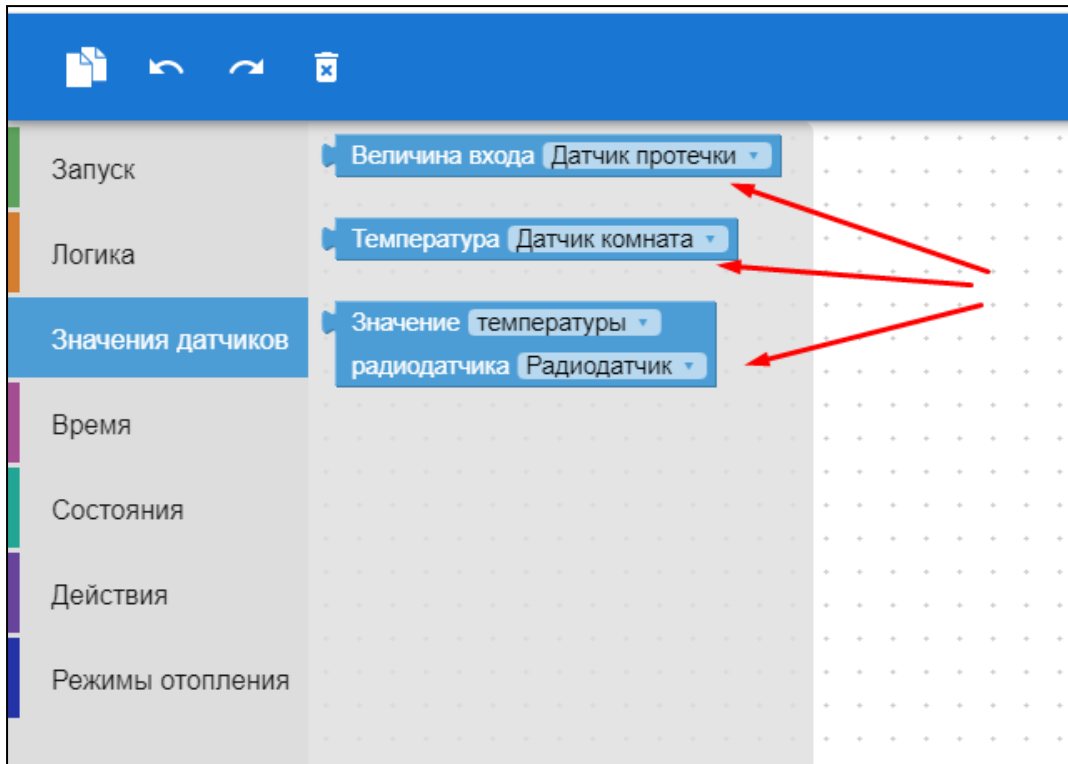 Запуск
Логика
Значения датчиков
Время
Состояния
Действия
Режимы отопления
Величина входа Датчик протечки
Температура Датчик комната
Значение температуры
радиодатчика Радиодатчик